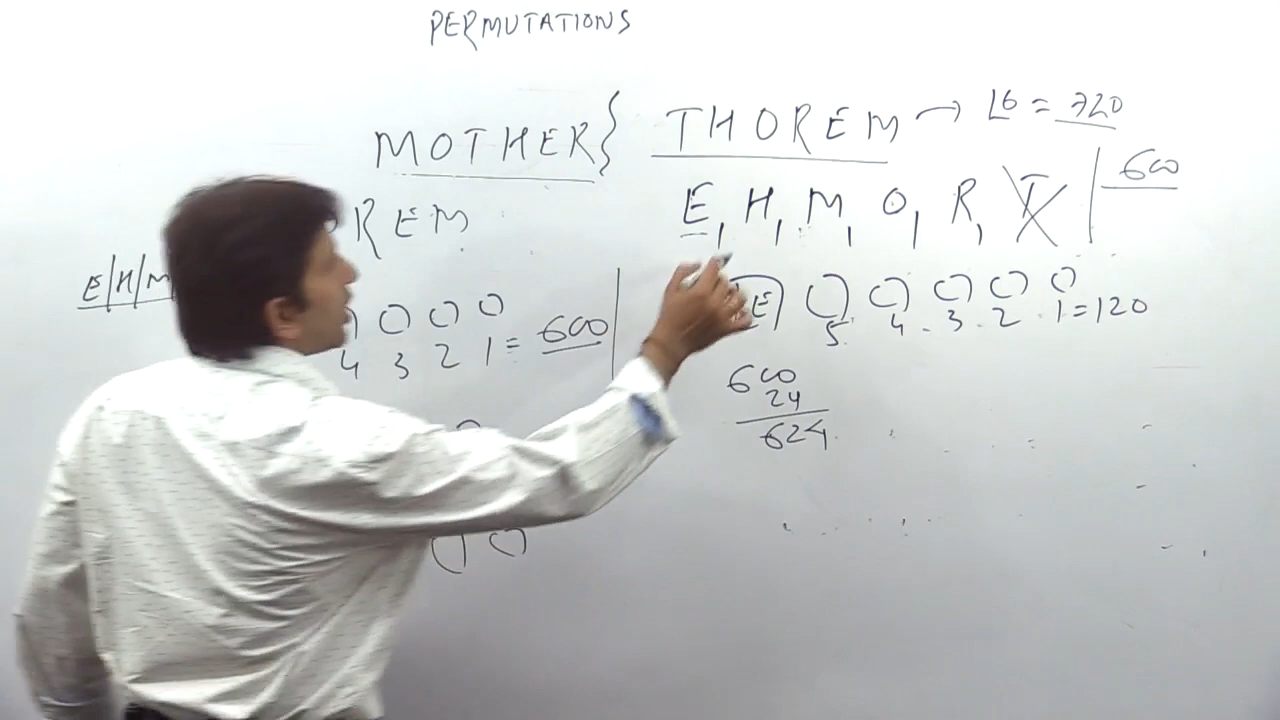 PERMUTATIONS
MOTHER} THOREM → ⌊6 = 720
E, H, M, O, R, T | 600
REM
E/H/M
E 5 . 4 . 3 . 2 . 1 = 120
4 3 2 1 = 600
600
24
624